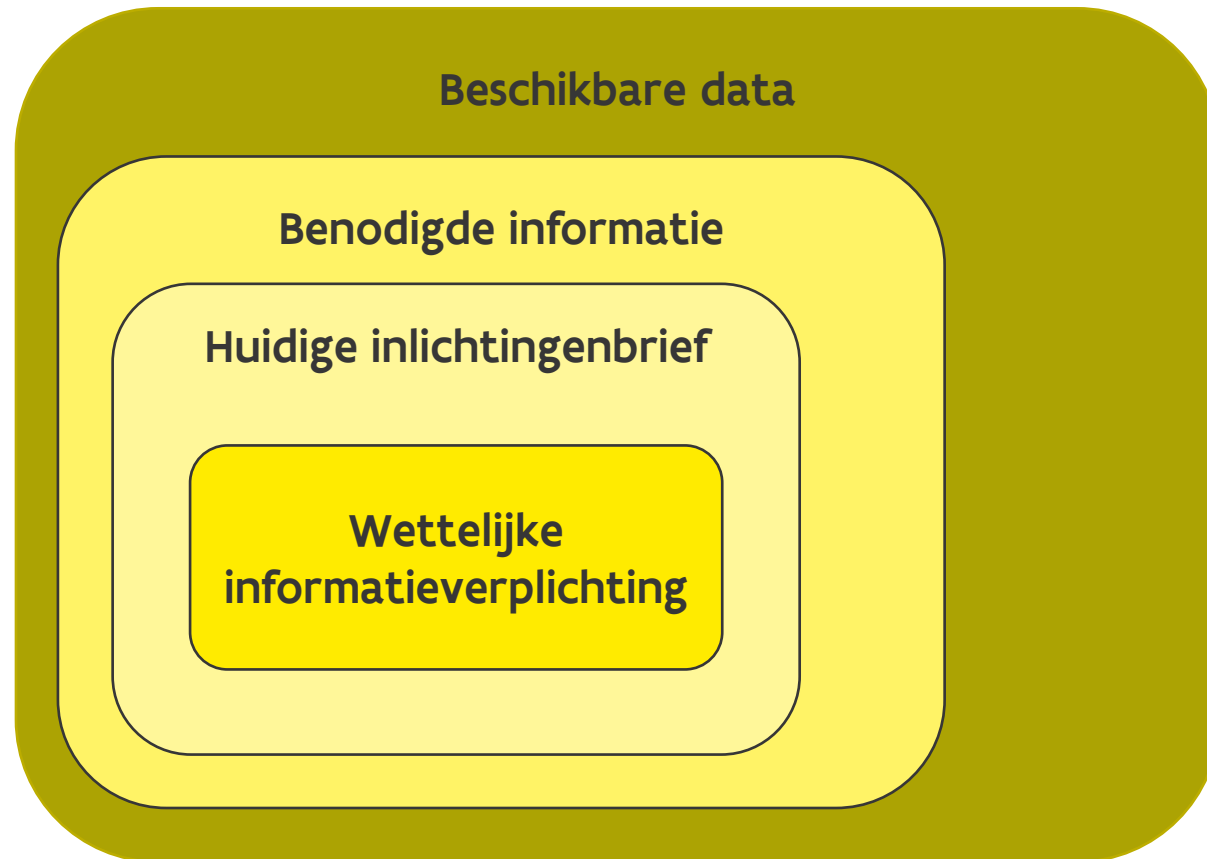 Beschikbare data
Benodigde informatie
Huidige inlichtingenbrief
Wettelijke
informatieverplichting